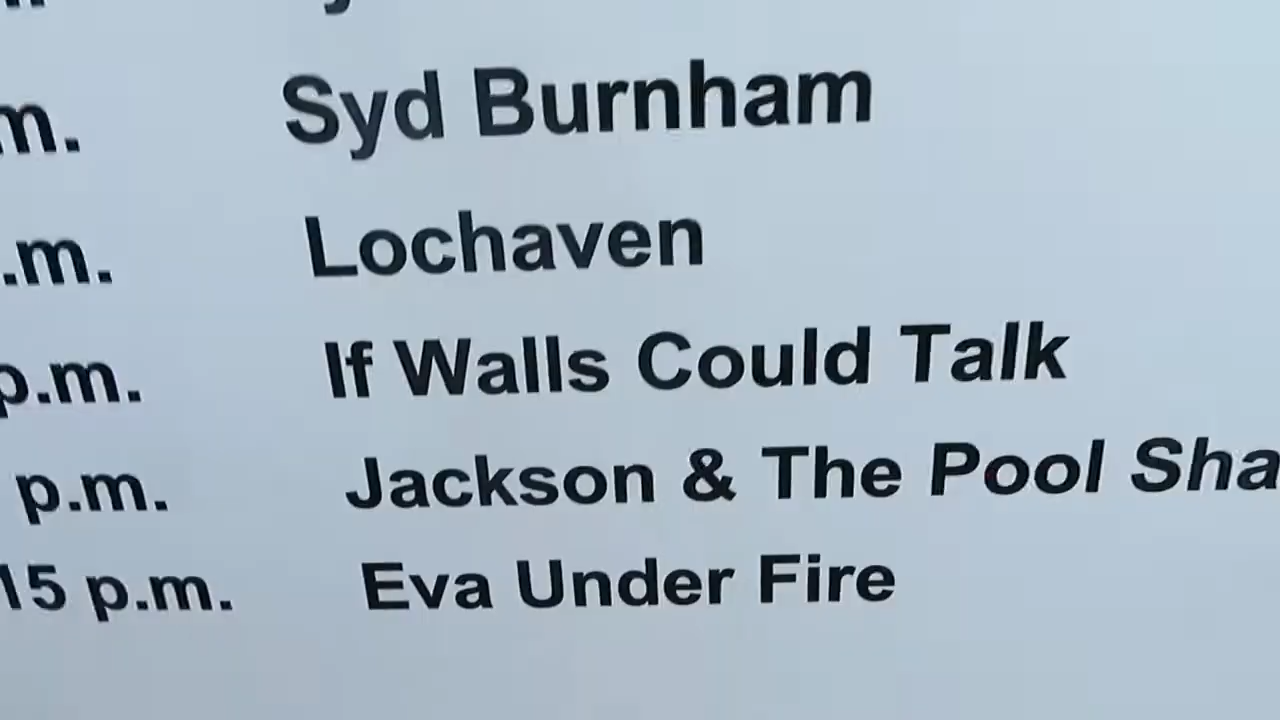 m. Syd Burnham
.m. Lochaven
p.m. If Walls Could Talk
p.m. Jackson & The Pool Sha
15 p.m. Eva Under Fire